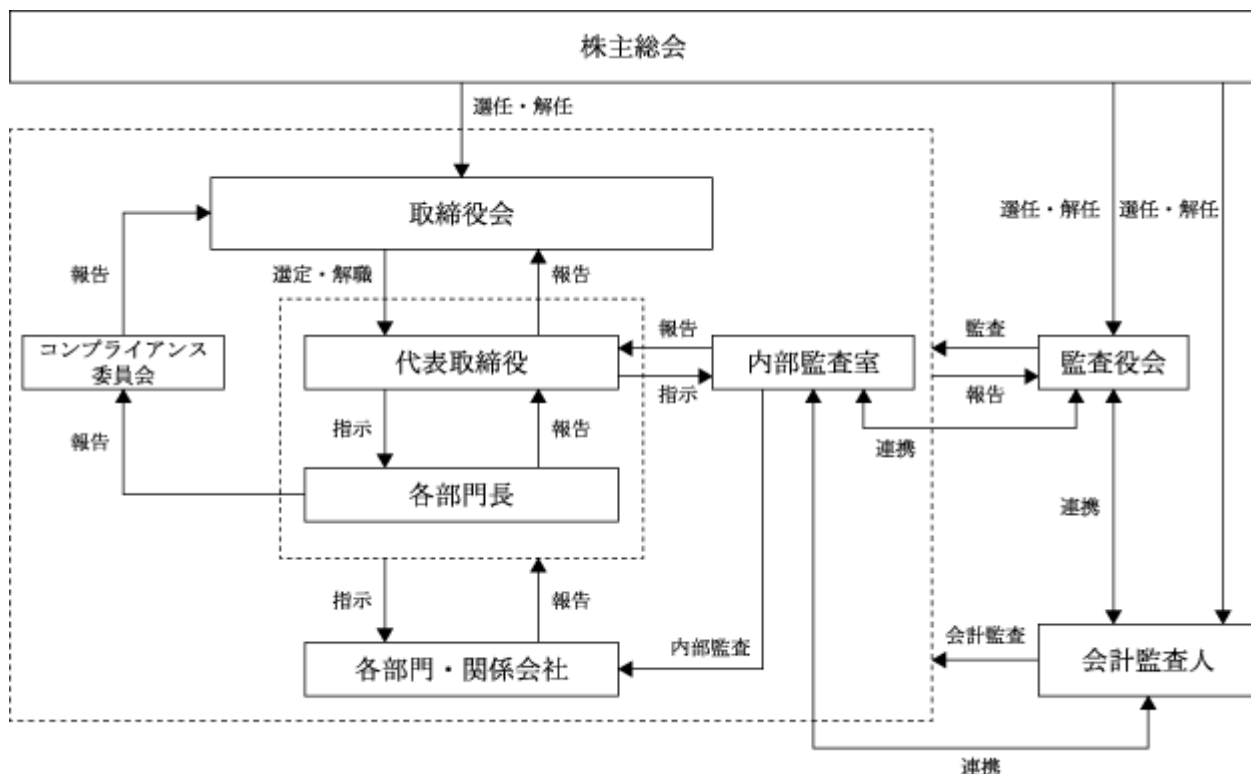 株主総会
選任・解任
取締役会
選任・解任
選任・解任
報告
選定・解職
報告
コンプライアンス
委員会
代表取締役
報告
指示
内部監査室
監査
報告
監査役会
報告
指示
報告
連携
各部門長
連携
指示
報告
各部門・関係会社
内部監査
会計監査
会計監査人
連携